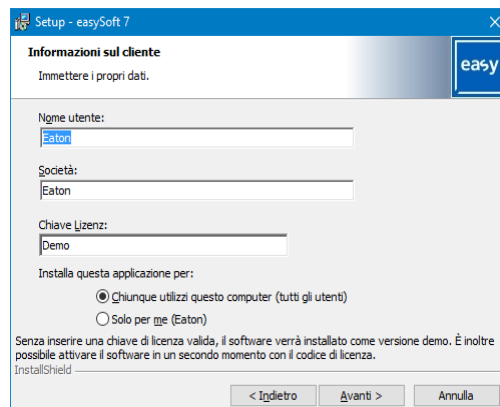 Setup - easySoft 7
Informazioni sul cliente
Immettere i propri dati.
easy
Nome utente:
Eaton
Società:
Eaton
Chiave Lizenz:
Demo
Installa questa applicazione per:
Chiunque utilizzi questo computer (tutti gli utenti)
Solo per me (Eaton)
Senza inserire una chiave di licenza valida, il software verrà installato come versione demo. È inoltre
possibile attivare il software in un secondo momento con il codice di licenza.
InstallShield
< Indietro
Avanti >
Annulla